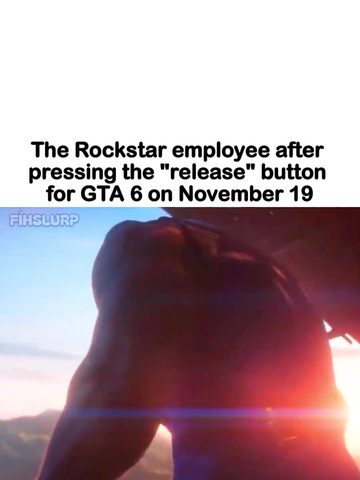 The Rockstar employee after
pressing the "release" button
for GTA 6 on November 19
FIHSLURP